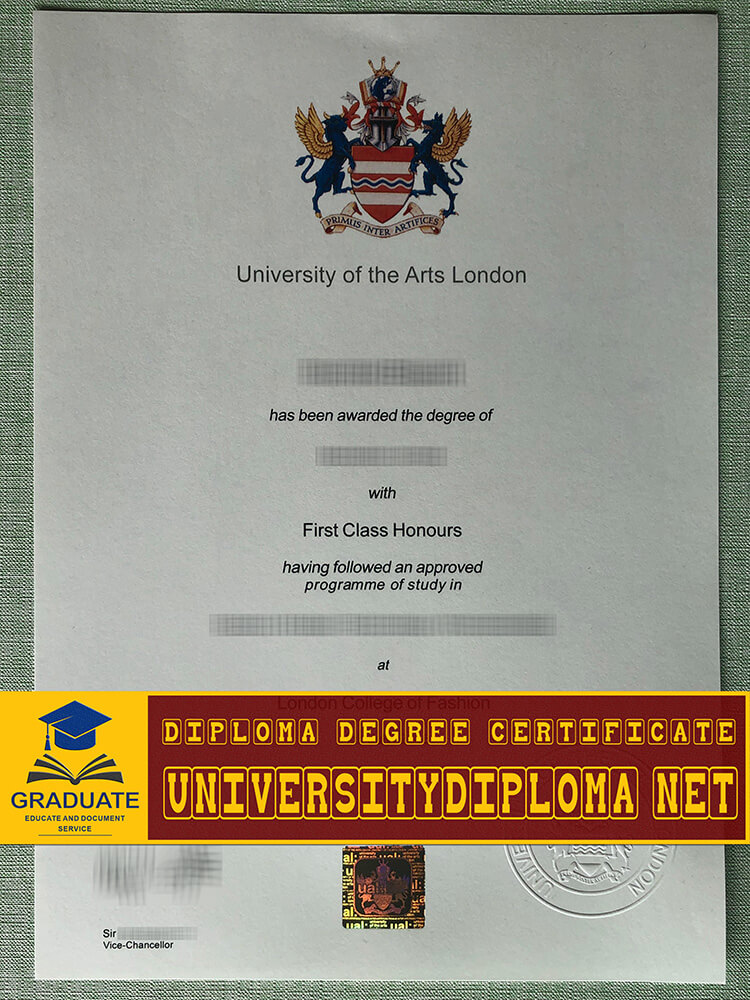 PRIMUS INTER ARTIFICES
University of the Arts London
has been awarded the degree of
with
First Class Honours
having followed an approved
programme of study in
at
London College of Fashion
DIPLOMA DEGREE CERTIFICATE
UNIVERSITYDIPLOMA NET
GRADUATE
EDUCATE AND DOCUMENT
SERVICE
ual
Sir
Vice-Chancellor